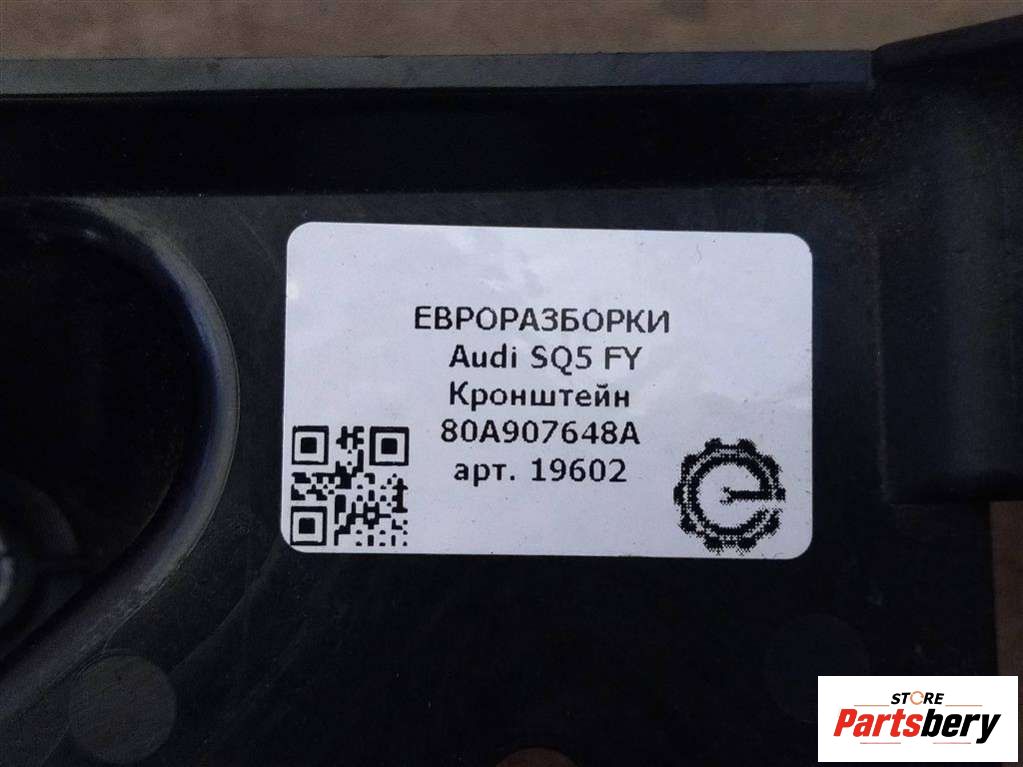 ЕВРОРАЗБОРКИ
Audi SQ5 FY
Кронштейн
80A907648A
арт. 19602
STORE
Partsbery